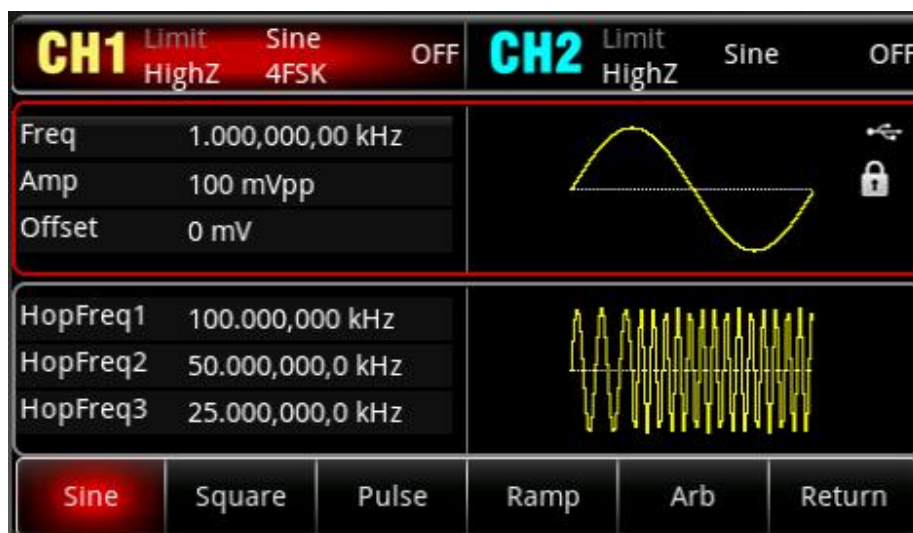 CH1 Limit Sine OFF CH2 Limit Sine OFF
HighZ 4FSK HighZ
Freq 1.000,000,00 kHz
Amp 100 mVpp
Offset 0 mV
HopFreq1 100.000,000 kHz
HopFreq2 50.000,000,0 kHz
HopFreq3 25.000,000,0 kHz
Sine Square Pulse Ramp Arb Return